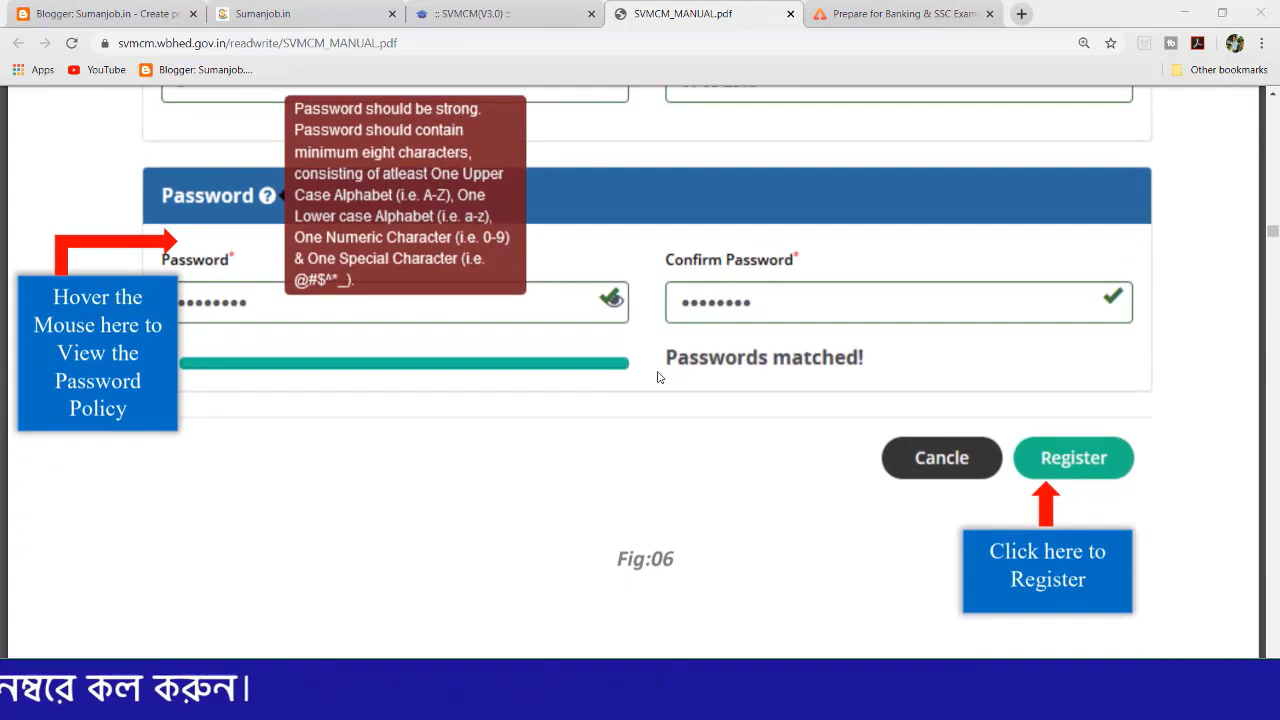 Blogger: Sumanjob.in - Create po
Sumanjob.in
:: SVMCM(V3.0) ::
SVMCM_MANUAL.pdf
Prepare for Banking & SSC Exam
svmcm.wbhed.gov.in/readwrite/SVMCM_MANUAL.pdf
Apps
YouTube
Blogger: Sumanjob....
Other bookmarks
Password should be strong.
Password should contain
minimum eight characters,
consisting of atleast One Upper
Case Alphabet (i.e. A-Z), One
Lower case Alphabet (i.e. a-z),
One Numeric Character (i.e. 0-9)
& One Special Character (i.e.
@#$^*_).
Password ?
Password*
Confirm Password*
Hover the
Mouse here to
View the
Password
Policy
Passwords matched!
Cancle
Register
Click here to
Register
Fig:06
নম্বরে কল করুন।